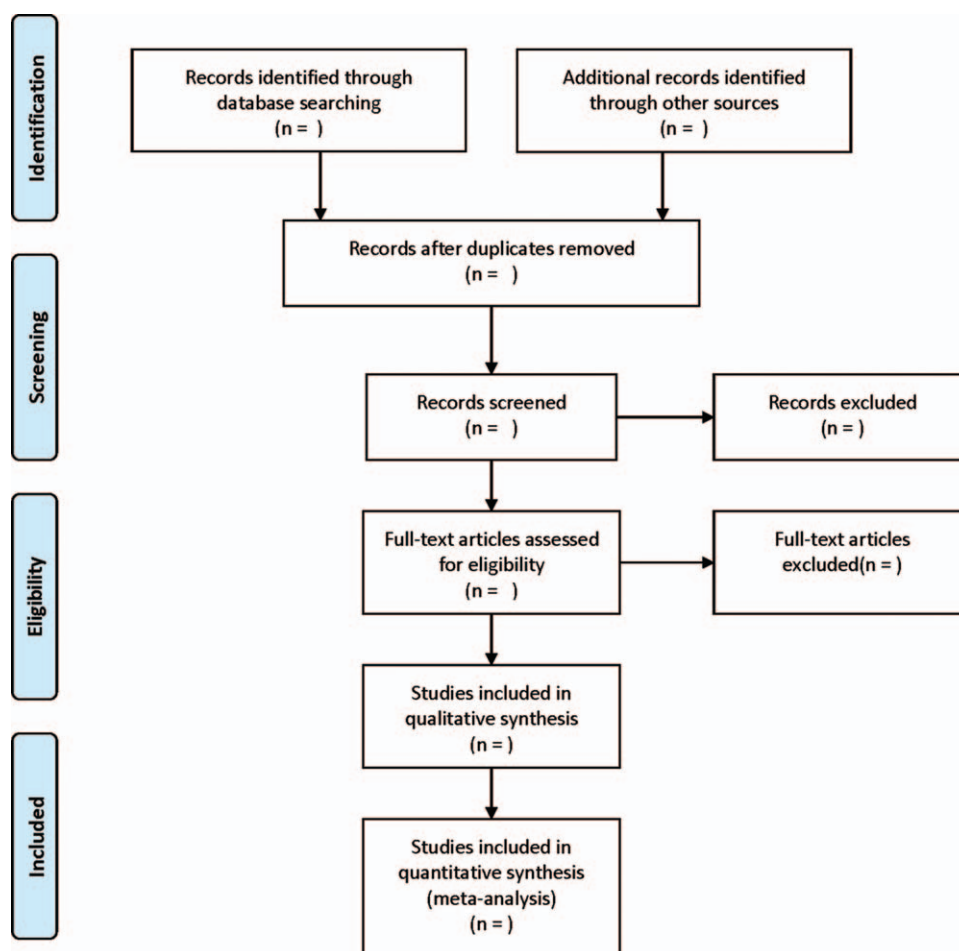 Identification
Records identified through
database searching
(n = )
Additional records identified
through other sources
(n = )
Records after duplicates removed
(n = )
Screening
Records screened
(n = )
Records excluded
(n = )
Eligibility
Full-text articles assessed
for eligibility
(n = )
Full-text articles
excluded(n = )
Studies included in
qualitative synthesis
(n = )
Included
Studies included in
quantitative synthesis
(meta-analysis)
(n = )